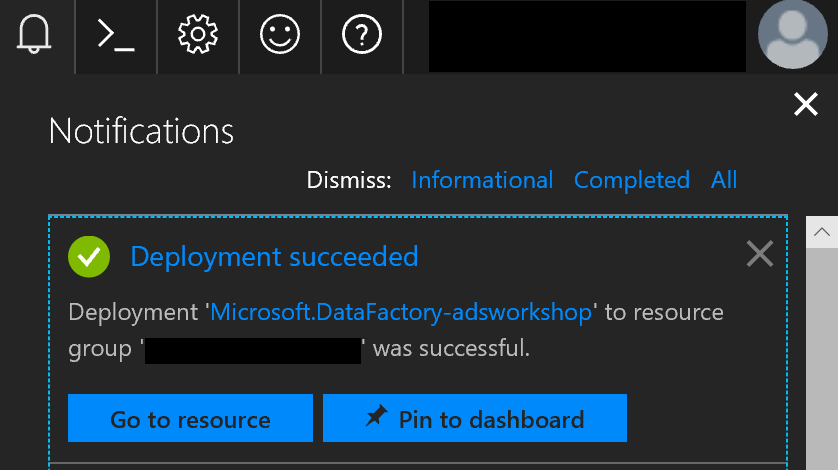 Notifications
Dismiss: Informational Completed All
Deployment succeeded
Deployment 'Microsoft.DataFactory-adsworkshop' to resource
group '' was successful.
Go to resource Pin to dashboard